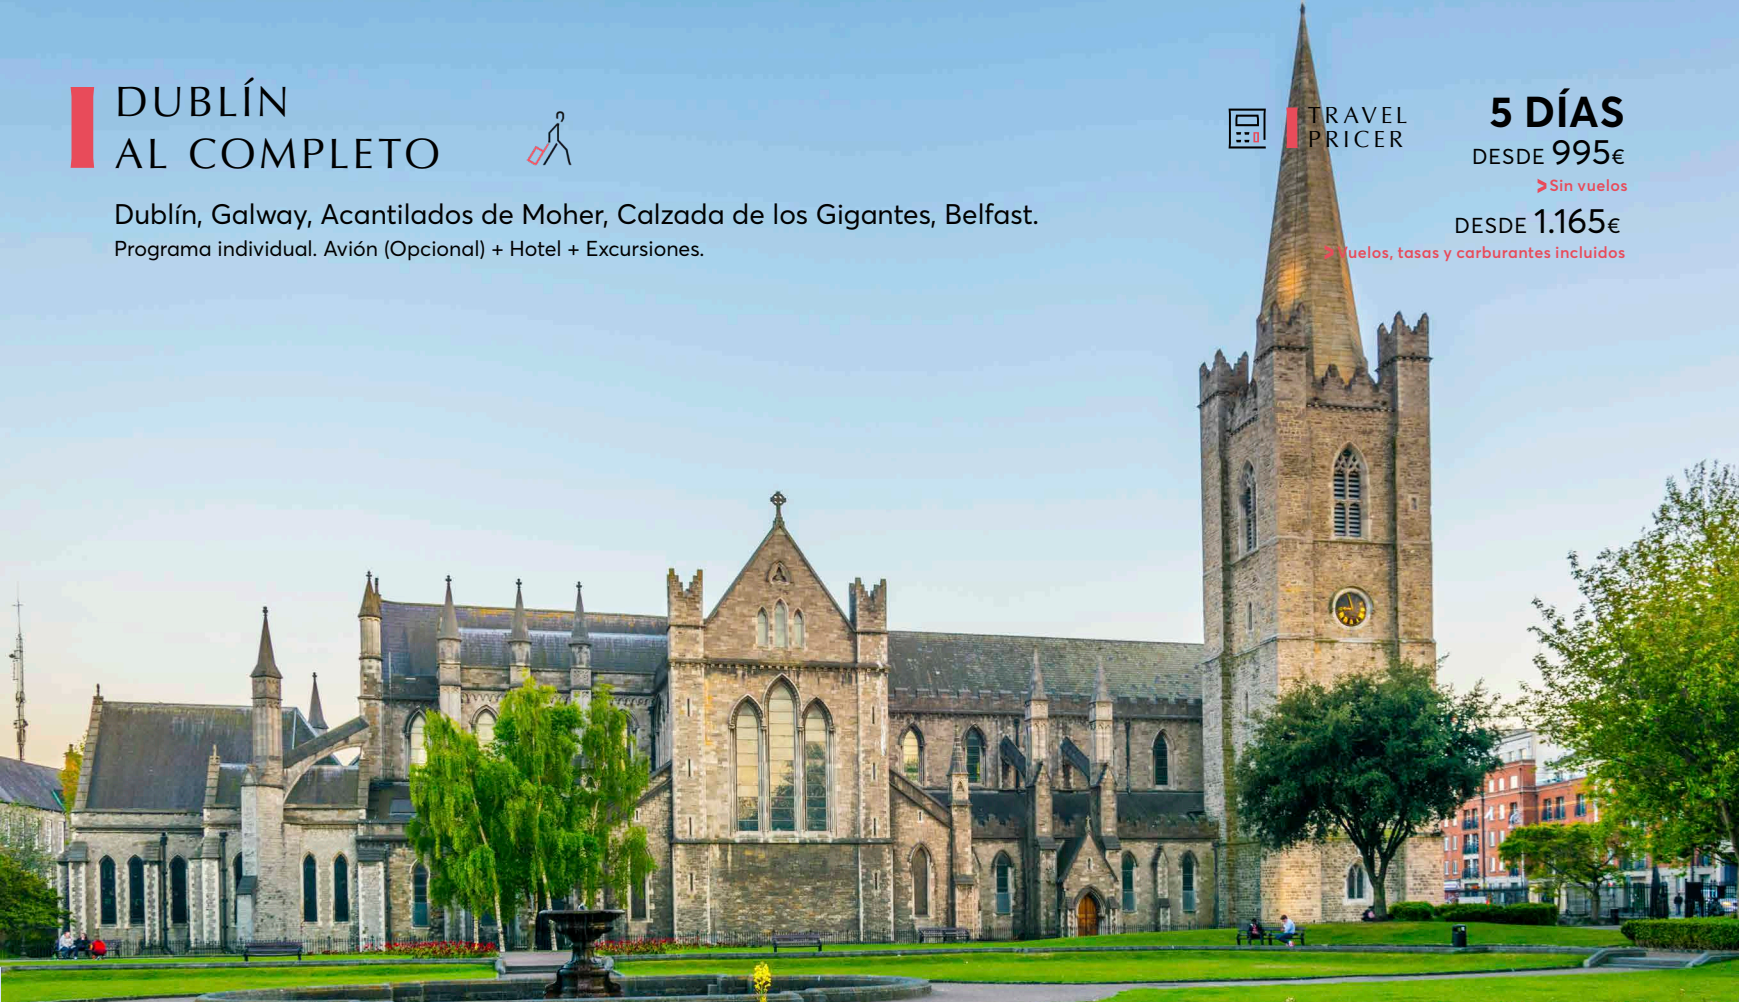 DUBLÍN
AL COMPLETO
Dublín, Galway, Acantilados de Moher, Calzada de los Gigantes, Belfast.
Programa individual. Avión (Opcional) + Hotel + Excursiones.
TRAVEL
PRICER
5 DÍAS
DESDE 995€
>Sin vuelos
DESDE 1.165€
>Vuelos, tasas y carburantes incluidos